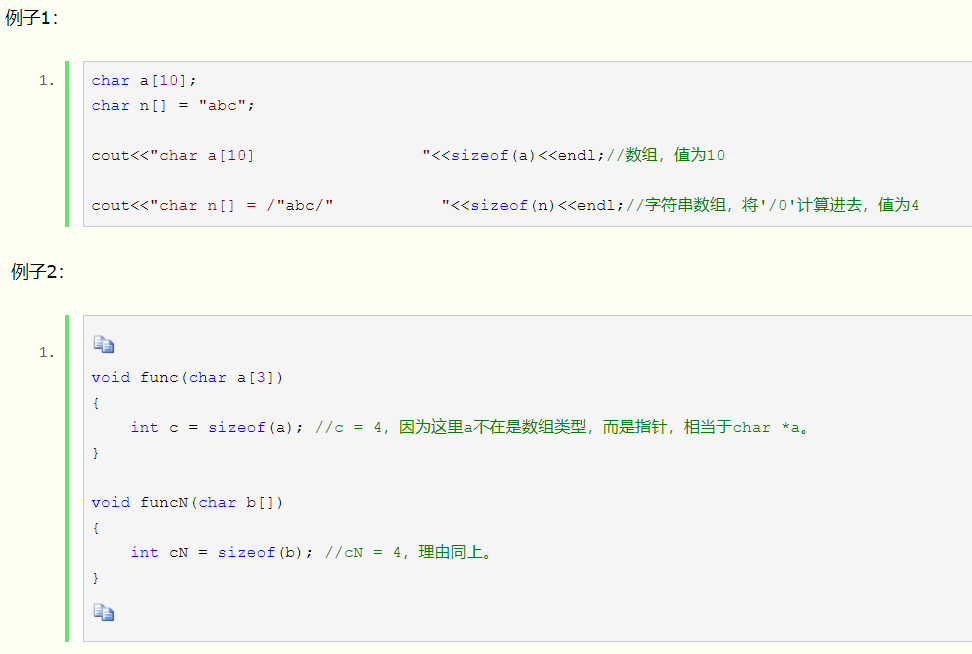 例子1:
1.
char a[10];
char n[] = "abc";
cout<<"char a[10]                 "<<sizeof(a)<<endl;//数组，值为10
cout<<"char n[] = /"abc/"           "<<sizeof(n)<<endl;//字符串数组，将'/0'计算进去，值为4
例子2:
1.
void func(char a[3])
{
    int c = sizeof(a); //c = 4，因为这里a不在是数组类型，而是指针，相当于char *a。
}
void funcN(char b[])
{
    int cN = sizeof(b); //cN = 4，理由同上。
}